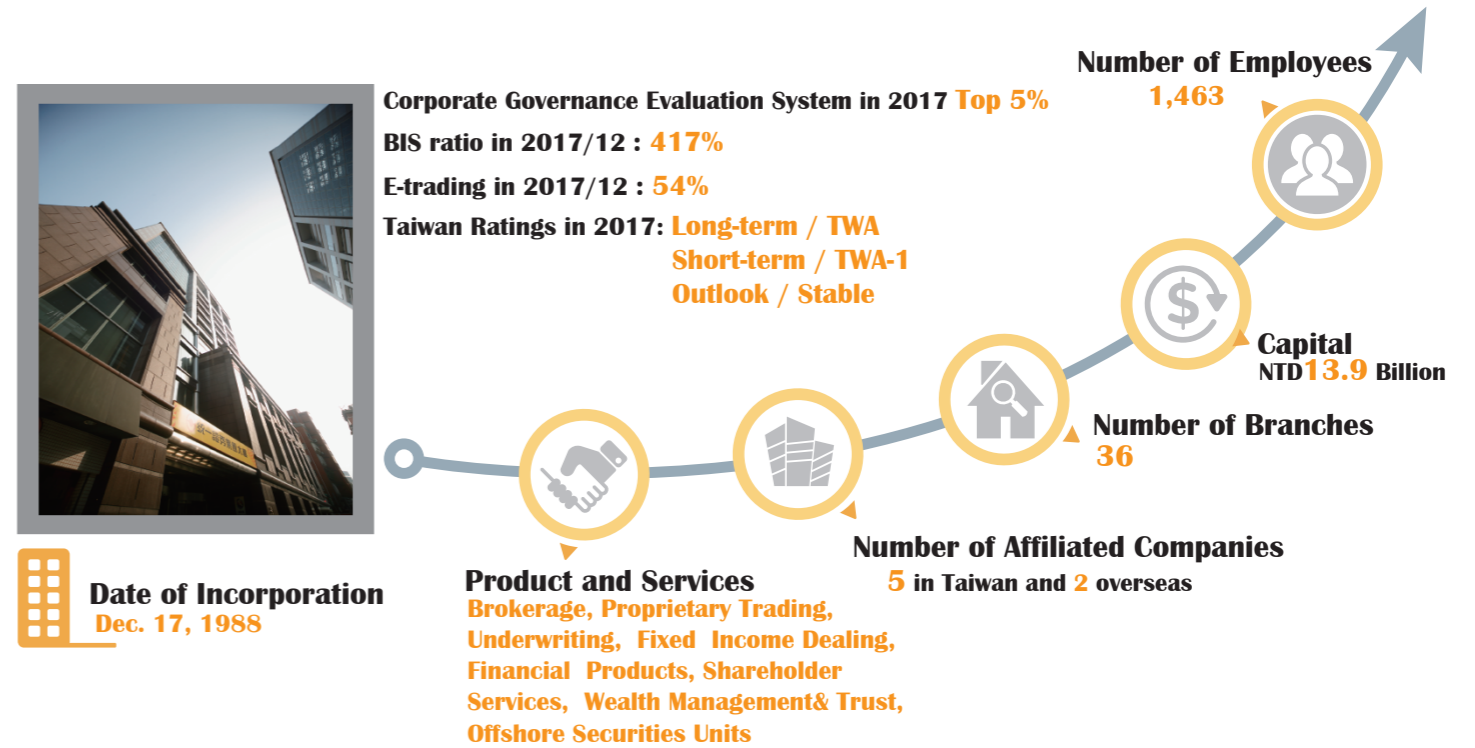 Corporate Governance Evaluation System in 2017 Top 5%
BIS ratio in 2017/12 : 417%
E-trading in 2017/12 : 54%
Taiwan Ratings in 2017: Long-term / TWA
Short-term / TWA-1
Outlook / Stable
Number of Employees
1,463
Capital
NTD13.9 Billion
Number of Branches
36
Number of Affiliated Companies
5 in Taiwan and 2 overseas
Product and Services
Brokerage, Proprietary Trading,
Underwriting, Fixed Income Dealing,
Financial Products, Shareholder
Services, Wealth Management& Trust,
Offshore Securities Units
Date of Incorporation
Dec. 17, 1988